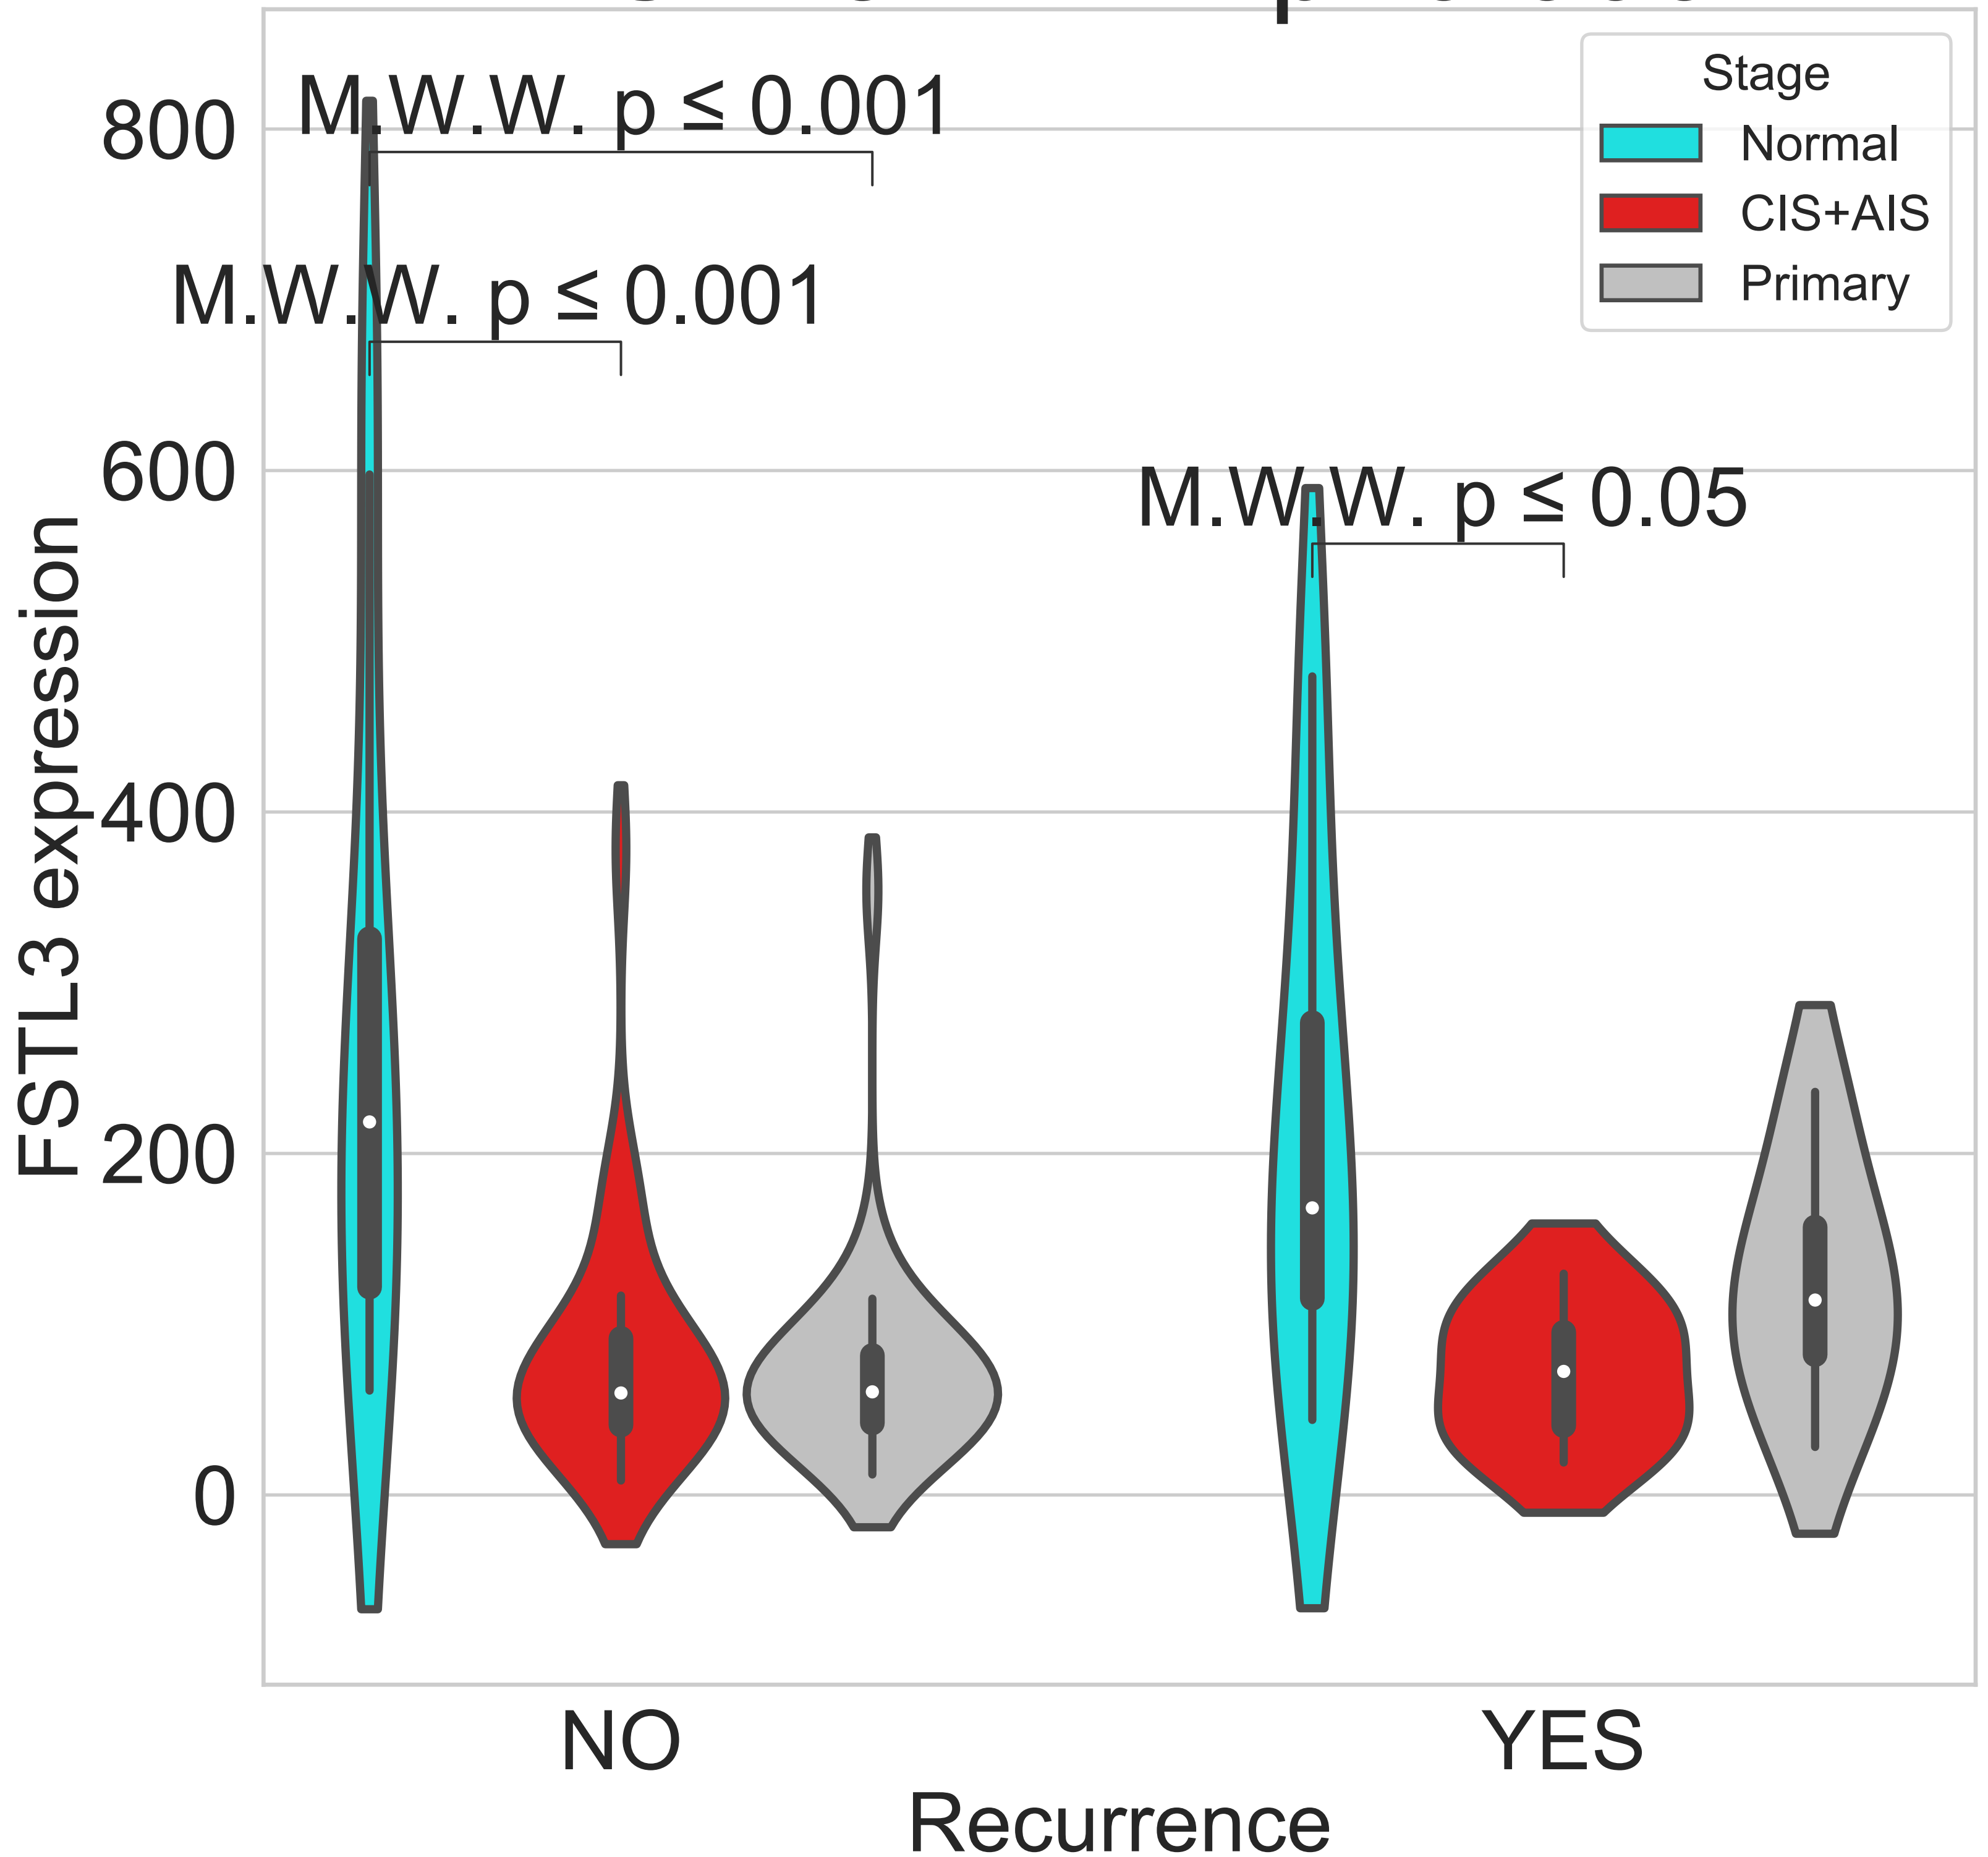 Stage
Normal
CIS+AIS
Primary
M.W.W. p ≤ 0.001
M.W.W. p ≤ 0.001
M.W.W. p ≤ 0.05
800
600
400
200
0
FSTL3 expression
NO
YES
Recurrence